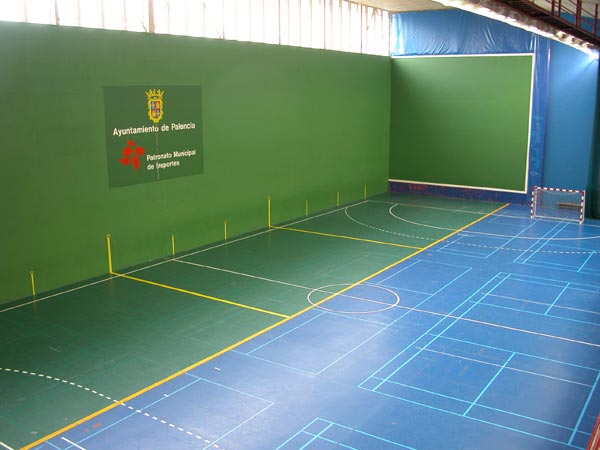 Ayuntamiento de Palencia
Patronato Municipal
de Deportes